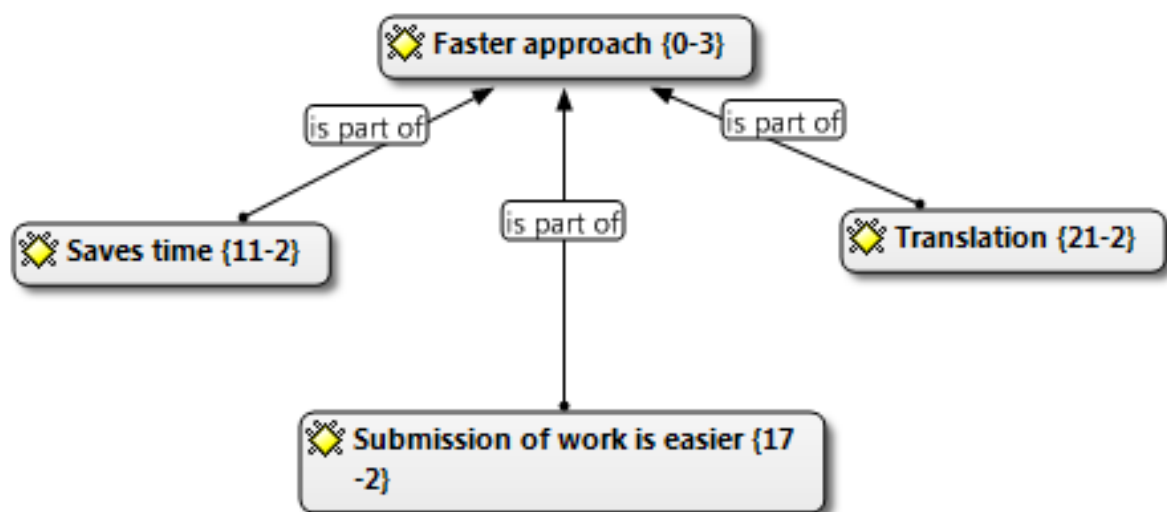 Faster approach {0-3}
is part of
is part of
is part of
Saves time {11-2}
Translation {21-2}
Submission of work is easier {17
-2}